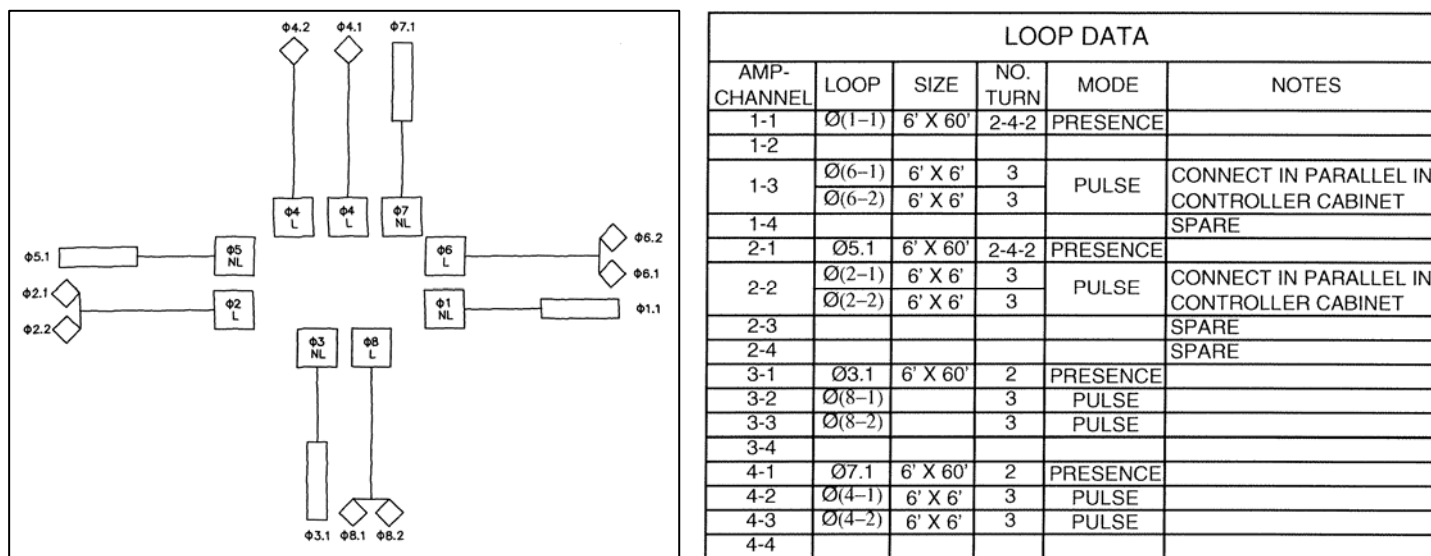 Φ4.2 Φ4.1 Φ7.1
Φ4 L
Φ4 L
Φ7 NL
Φ5.1
Φ5 NL
Φ6 L
Φ6.2
Φ6.1
Φ2.1
Φ2.2
Φ2 L
Φ1 NL
Φ1.1
Φ3 NL
Φ8 L
Φ3.1 Φ8.1 Φ8.2
LOOP DATA
AMP-CHANNEL LOOP SIZE NO. TURN MODE NOTES
1-1 Ø(1–1) 6' X 60' 2-4-2 PRESENCE
1-2
1-3 Ø(6–1) 6' X 6' 3 PULSE CONNECT IN PARALLEL IN
Ø(6–2) 6' X 6' 3 CONTROLLER CABINET
1-4 SPARE
2-1 Ø5.1 6' X 60' 2-4-2 PRESENCE
2-2 Ø(2–1) 6' X 6' 3 PULSE CONNECT IN PARALLEL IN
Ø(2–2) 6' X 6' 3 CONTROLLER CABINET
2-3 SPARE
2-4 SPARE
3-1 Ø3.1 6' X 60' 2 PRESENCE
3-2 Ø(8–1) 3 PULSE
3-3 Ø(8–2) 3 PULSE
3-4
4-1 Ø7.1 6' X 60' 2 PRESENCE
4-2 Ø(4–1) 6' X 6' 3 PULSE
4-3 Ø(4–2) 6' X 6' 3 PULSE
4-4